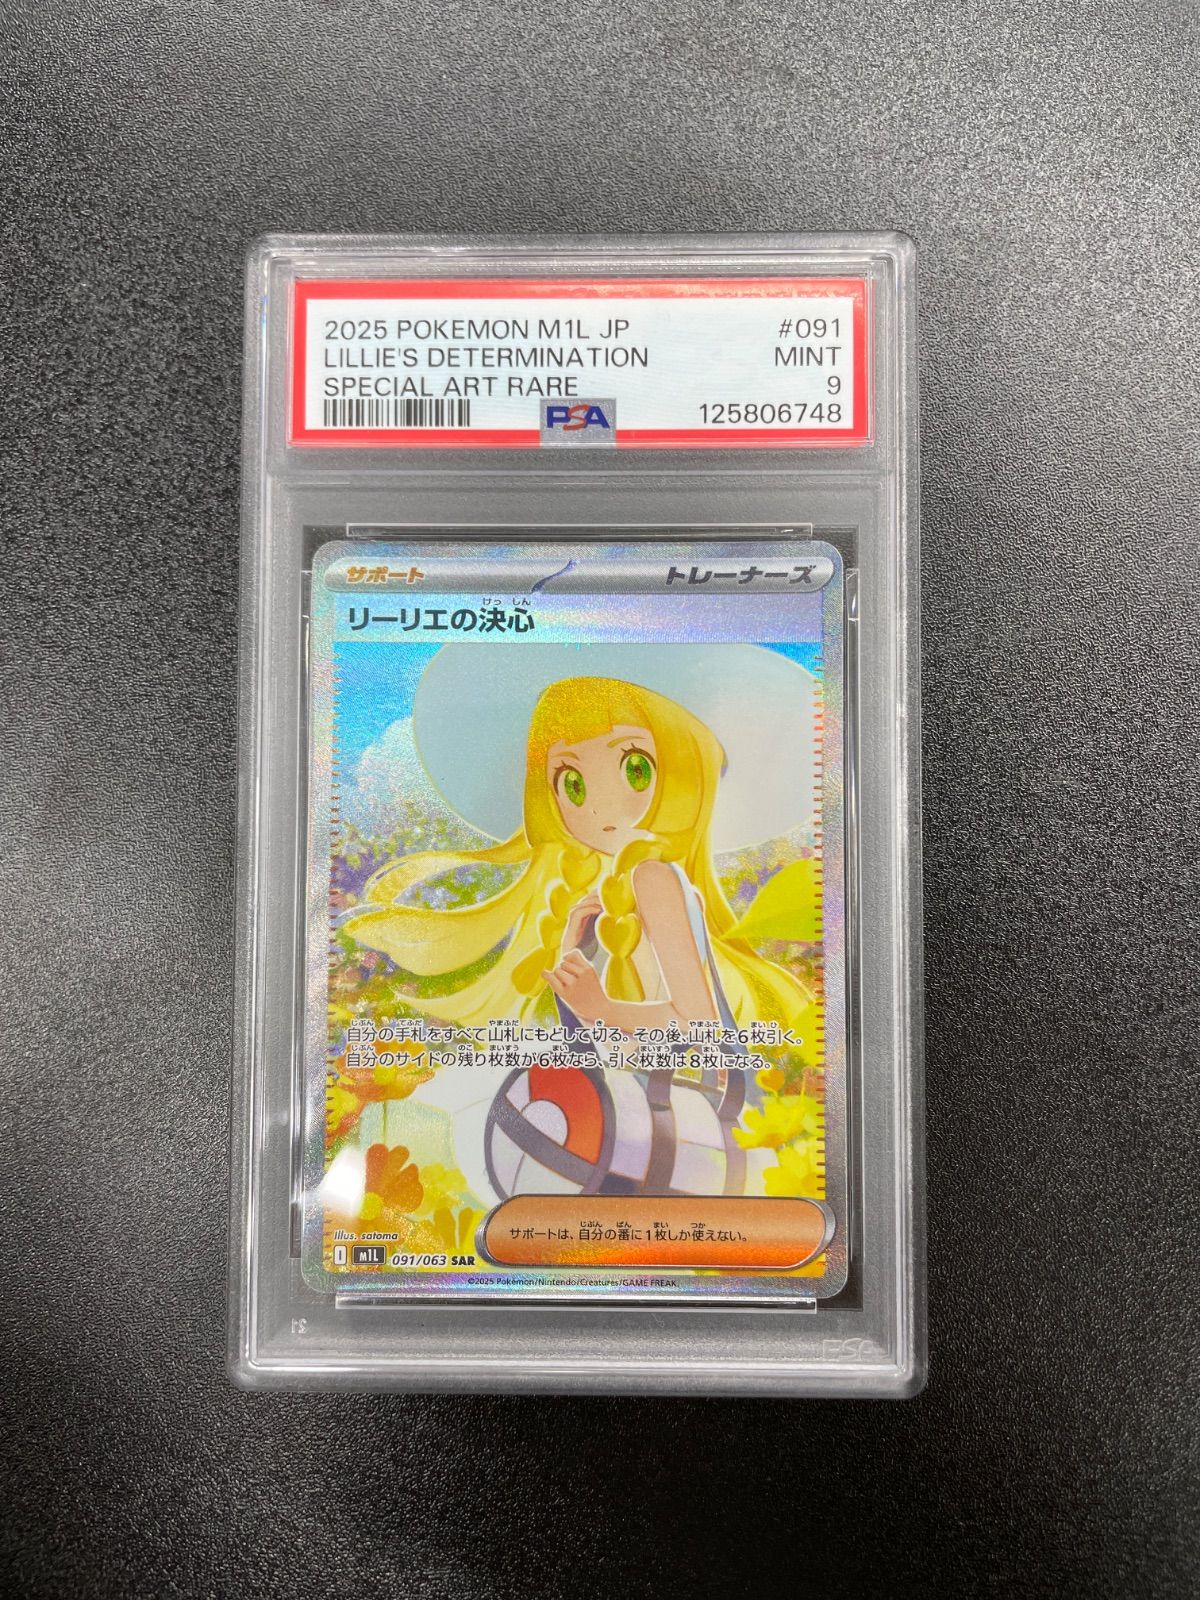 2025 POKEMON M1L JP #091
LILLIE'S DETERMINATION MINT
SPECIAL ART RARE 9
PSA 125806748
サポート トレーナーズ
けっ しん
リーリエの決心
じぶん てふだ やまふだ き ご やまふだ まい ひ
自分の手札をすべて山札にもどして切る。その後、山札を6枚引く。
じぶん のこ まいすう まい ひ まいすう まい
自分のサイドの残り枚数が6枚なら、引く枚数は8枚になる。
じぶん ばん まい つか
サポートは、自分の番に1枚しか使えない。
Illus. satoma
I M1L 091/063 SAR
©2025 Pokémon/Nintendo/Creatures/GAME FREAK
PSA